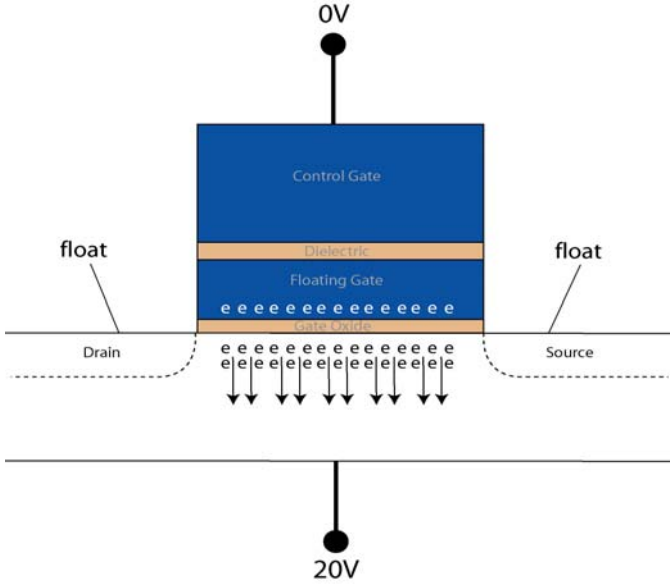 0V
Control Gate
Dielectric
float
float
Floating Gate
e e e e e e e e e e e e
Gate Oxide
Drain
e e e e e e e e e e e e
Source
e e e e e e e e e e e e
20V